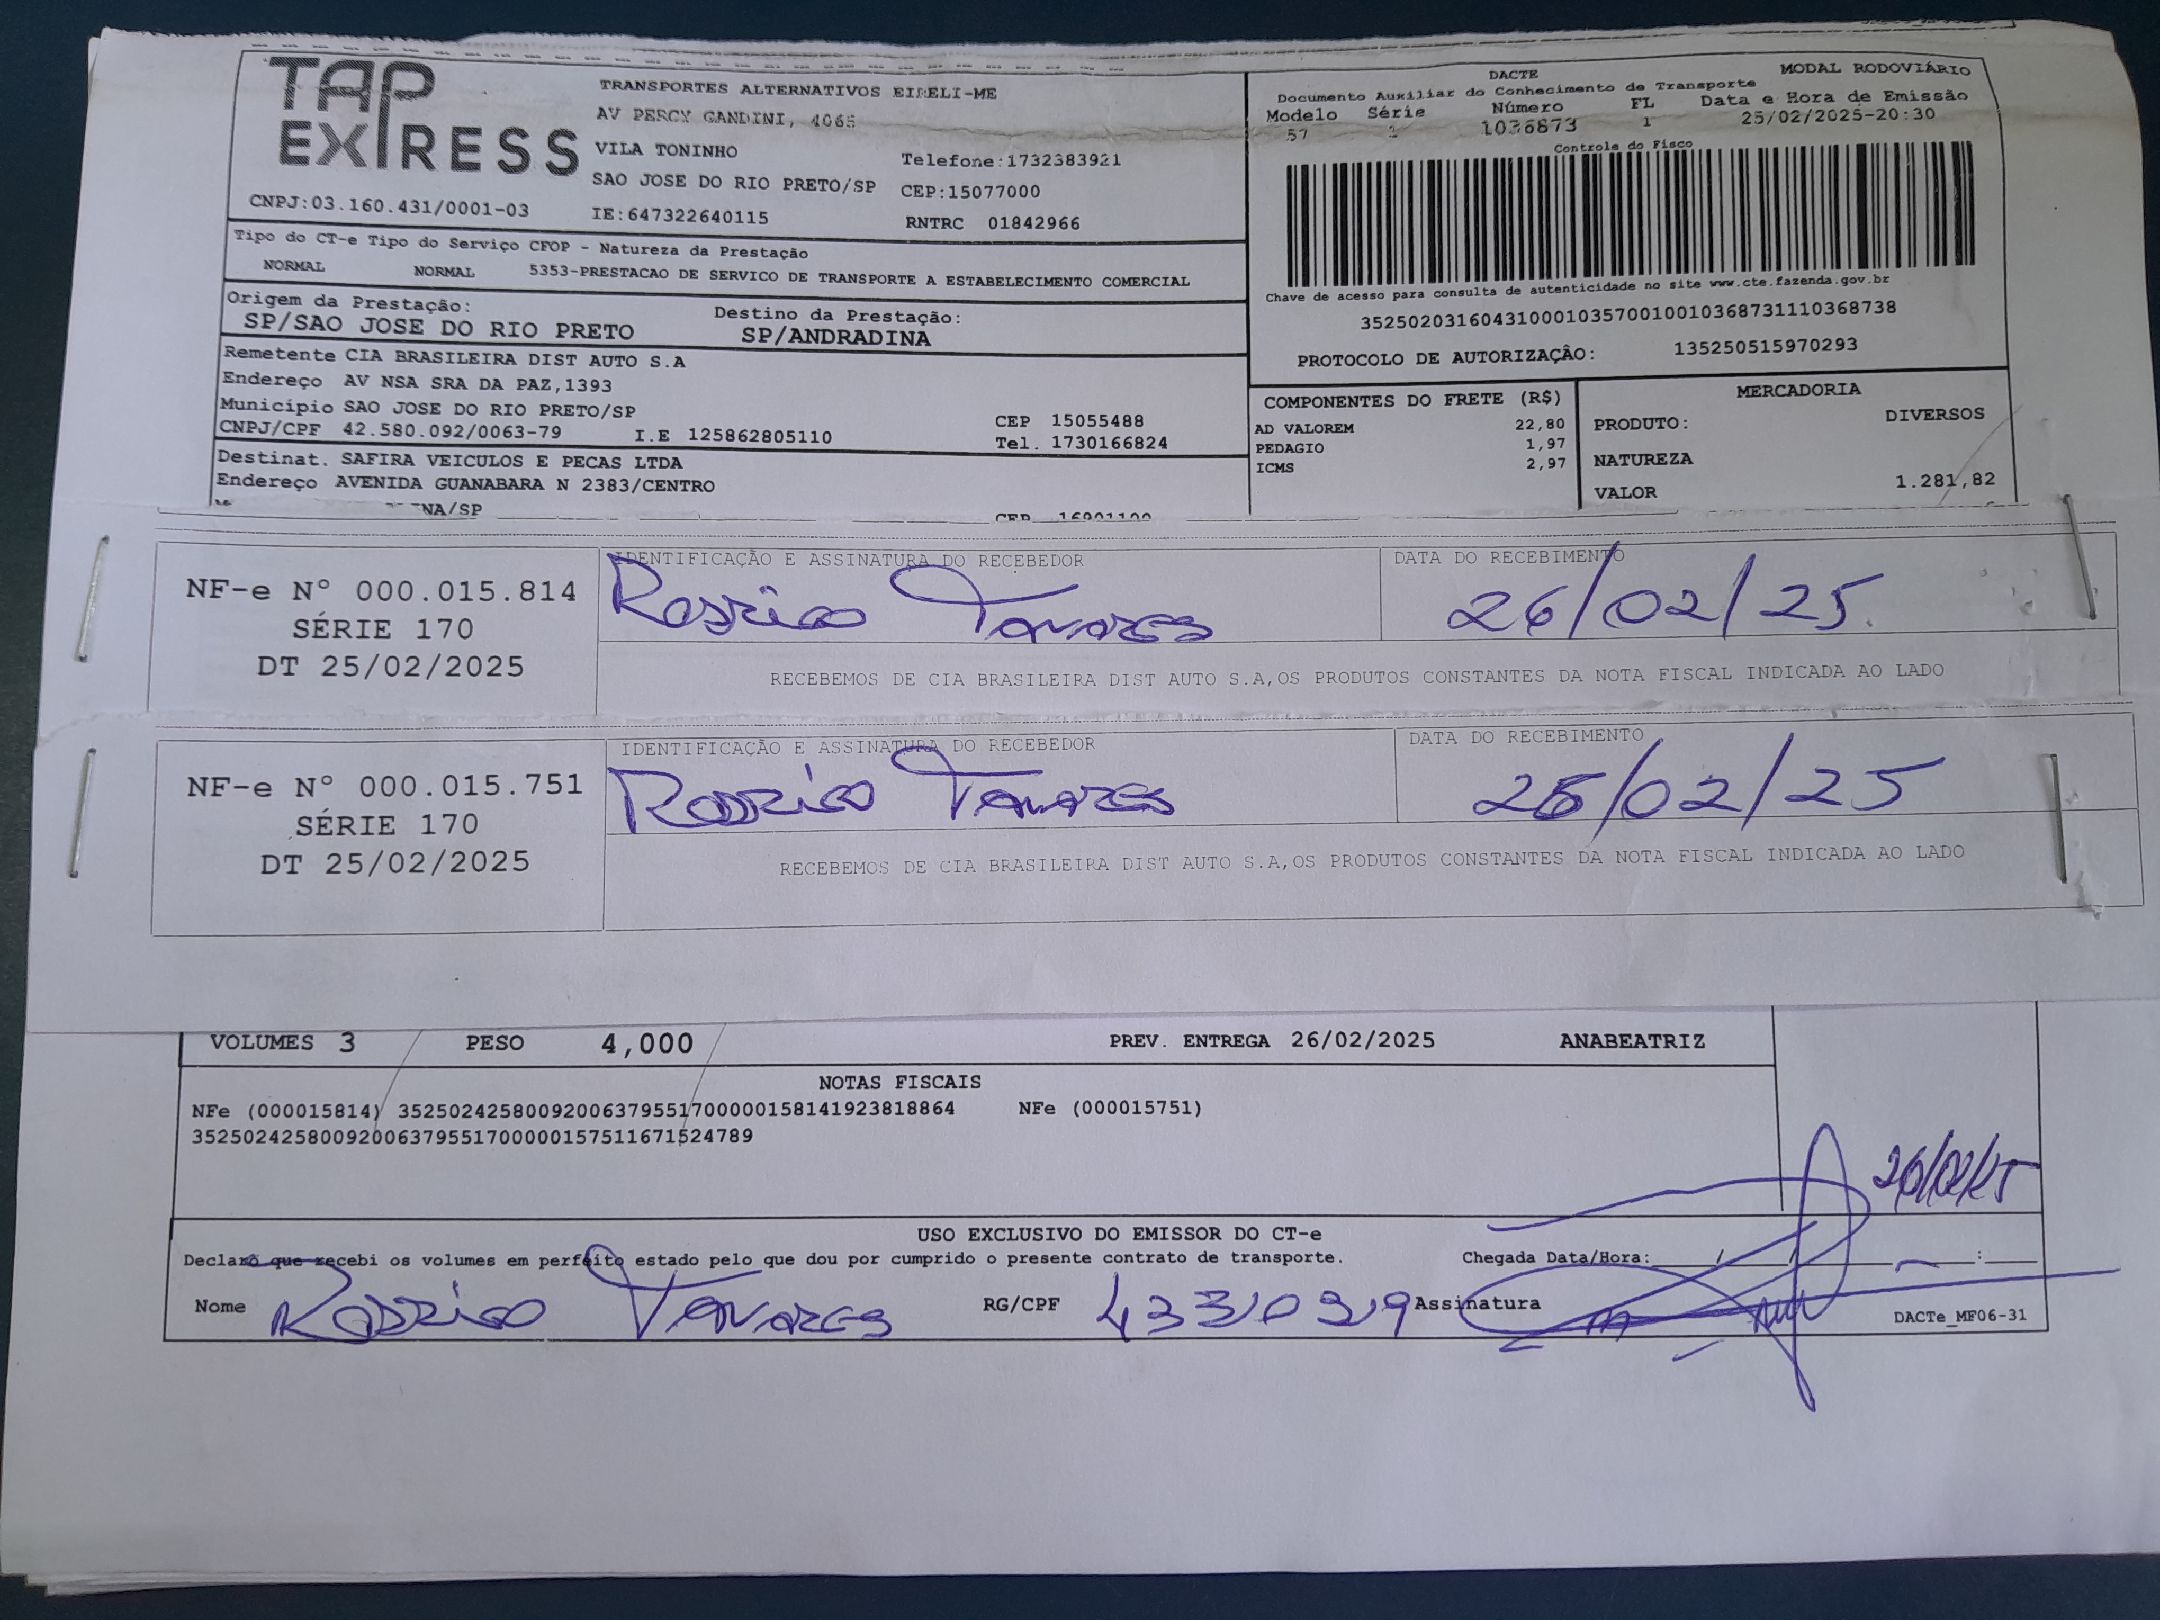 TAP EXPRESS
TRANSPORTES ALTERNATIVOS EIRELI-ME
AV PERCY GANDINI, 4065
VILA TONINHO
Telefone:1732383921
SAO JOSE DO RIO PRETO/SP CEP:15077000
CNPJ:03.160.431/0001-03 IE:647322640115 RNTRC 01842966
DACTE MODAL RODOVIÁRIO
Documento Auxiliar do Conhecimento de Transporte
Modelo Série Número FL Data e Hora de Emissão
57 1036873 1 25/02/2025-20:30
Controle do Fisco
Chave de acesso para consulta de autenticidade no site www.cte.fazenda.gov.br
35250203160431000103570010010368731110368738
PROTOCOLO DE AUTORIZAÇÃO: 135250515970293
Tipo do CT-e Tipo do Serviço CFOP - Natureza da Prestação
NORMAL NORMAL 5353-PRESTACAO DE SERVICO DE TRANSPORTE A ESTABELECIMENTO COMERCIAL
Origem da Prestação: Destino da Prestação:
SP/SAO JOSE DO RIO PRETO SP/ANDRADINA
Remetente CIA BRASILEIRA DIST AUTO S.A
Endereço AV NSA SRA DA PAZ,1393
Município SAO JOSE DO RIO PRETO/SP CEP 15055488
CNPJ/CPF 42.580.092/0063-79 I.E 125862805110 Tel. 1730166824
Destinat. SAFIRA VEICULOS E PECAS LTDA
Endereço AVENIDA GUANABARA N 2383/CENTRO
NA/SP CEP 16901100
COMPONENTES DO FRETE (R$)
AD VALOREM 22,80
PEDAGIO 1,97
ICMS 2,97
MERCADORIA
PRODUTO: DIVERSOS
NATUREZA
VALOR 1.281,82
NF-e Nº 000.015.814
SÉRIE 170
DT 25/02/2025
IDENTIFICAÇÃO E ASSINATURA DO RECEBEDOR
Rodrigo Tavares
DATA DO RECEBIMENTO
26/02/25.
RECEBEMOS DE CIA BRASILEIRA DIST AUTO S.A,OS PRODUTOS CONSTANTES DA NOTA FISCAL INDICADA AO LADO
NF-e Nº 000.015.751
SÉRIE 170
DT 25/02/2025
IDENTIFICAÇÃO E ASSINATURA DO RECEBEDOR
Rodrigo Tavares
DATA DO RECEBIMENTO
26/02/25
RECEBEMOS DE CIA BRASILEIRA DIST AUTO S.A,OS PRODUTOS CONSTANTES DA NOTA FISCAL INDICADA AO LADO
VOLUMES 3 PESO 4,000 PREV. ENTREGA 26/02/2025 ANABEATRIZ
NOTAS FISCAIS
NFe (000015814) 35250242580092006379551700000158141923818864 NFe (000015751)
35250242580092006379551700000157511671524789
26/02/25
USO EXCLUSIVO DO EMISSOR DO CT-e
Declaro que recebi os volumes em perfeito estado pelo que dou por cumprido o presente contrato de transporte. Chegada Data/Hora:
Nome Rodrigo Tavares RG/CPF Assinatura DACTe_MF06-31